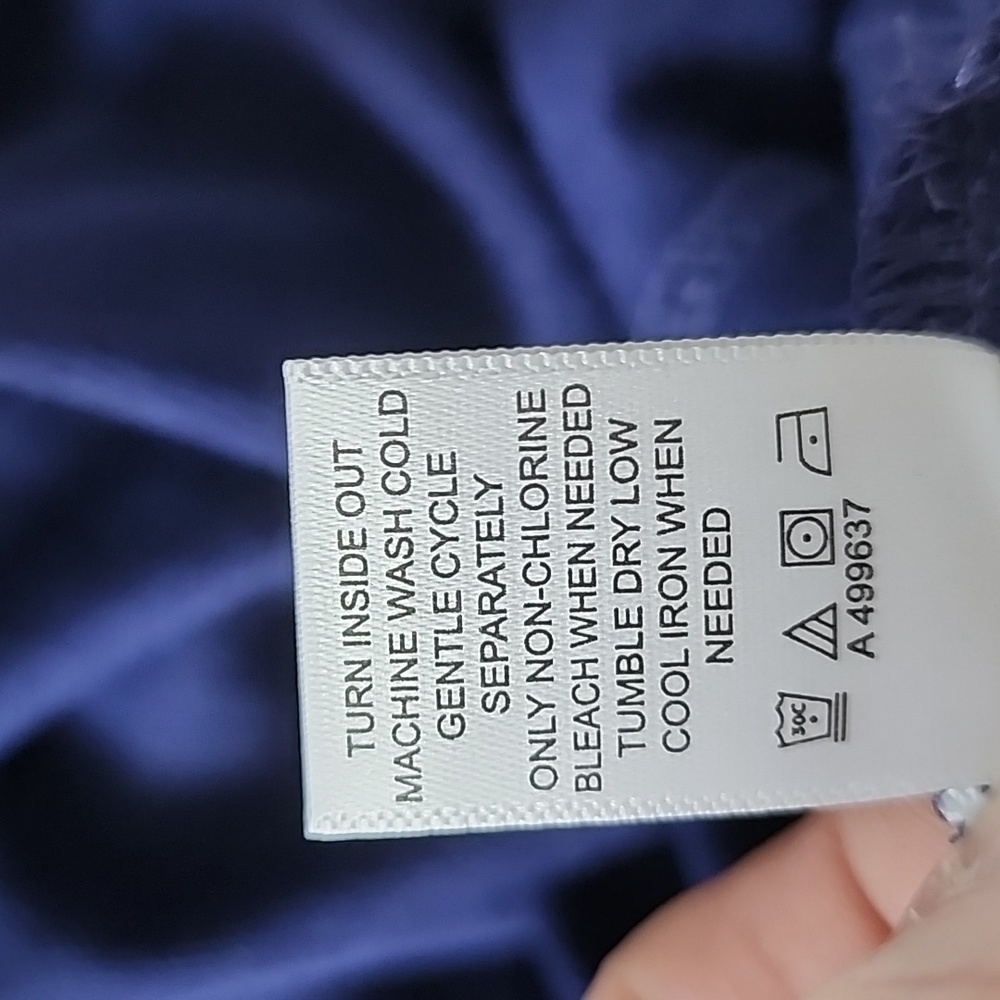 TURN INSIDE OUT
MACHINE WASH COLD
GENTLE CYCLE
SEPARATELY
ONLY NON-CHLORINE
BLEACH WHEN NEEDED
TUMBLE DRY LOW
COOL IRON WHEN
NEEDED
30C
A 499637